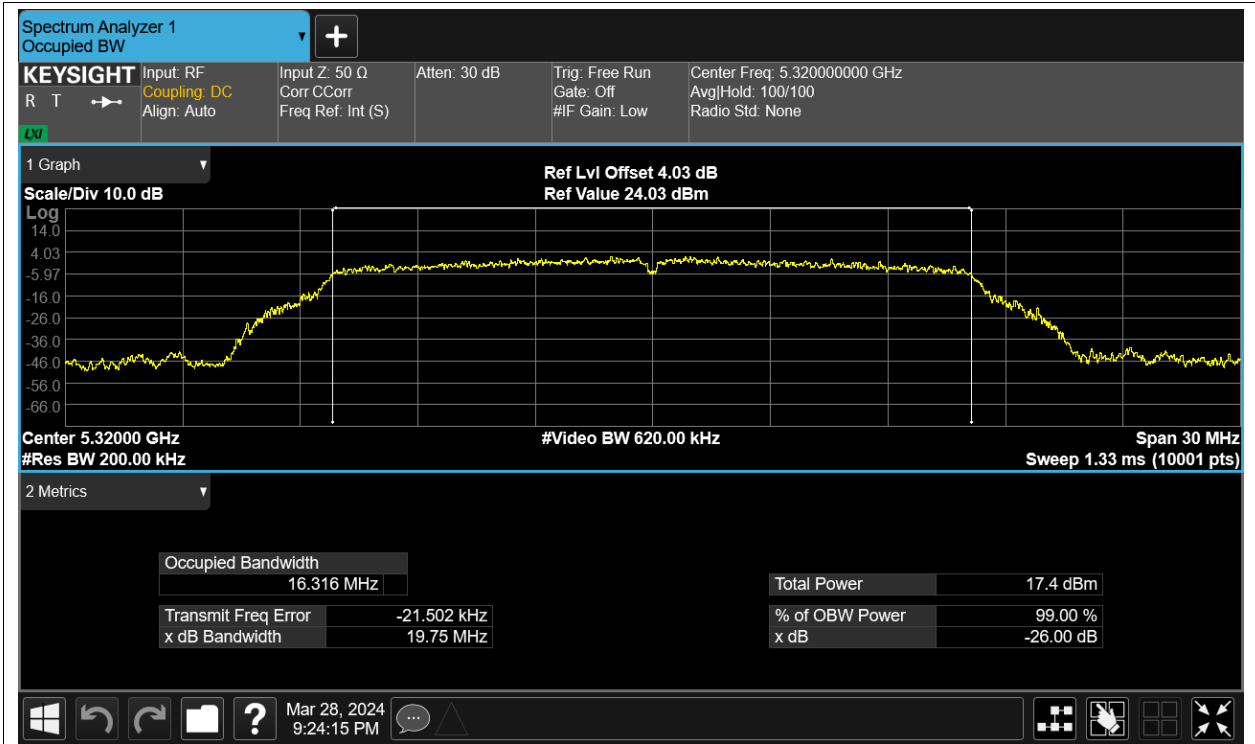 Spectrum Analyzer 1
Occupied BW
▼
+
KEYSIGHT
R T
LXI
Input: RF
Coupling: DC
Align: Auto
Input Z: 50 Ω
Corr CCorr
Freq Ref: Int (S)
Atten: 30 dB
Trig: Free Run
Gate: Off
#IF Gain: Low
Center Freq: 5.320000000 GHz
Avg|Hold: 100/100
Radio Std: None
1 Graph ▼
Scale/Div 10.0 dB
Ref Lvl Offset 4.03 dB
Ref Value 24.03 dBm
Log
14.0
4.03
-5.97
-16.0
-26.0
-36.0
-46.0
-56.0
-66.0
Center 5.32000 GHz
#Video BW 620.00 kHz
Span 30 MHz
#Res BW 200.00 kHz
Sweep 1.33 ms (10001 pts)
2 Metrics ▼
Occupied Bandwidth
16.316 MHz
Total Power 17.4 dBm
Transmit Freq Error -21.502 kHz
% of OBW Power 99.00 %
x dB Bandwidth 19.75 MHz
x dB -26.00 dB
?
Mar 28, 2024
9:24:15 PM